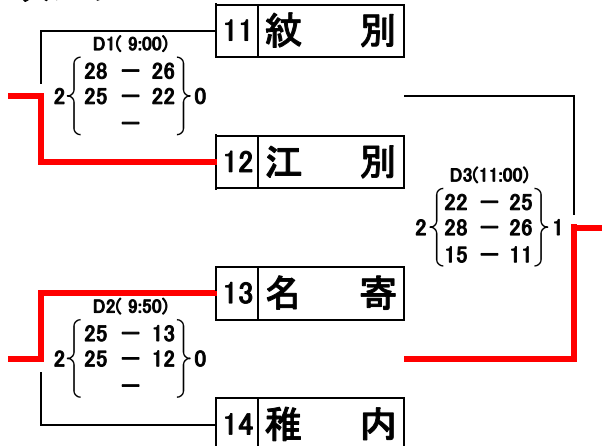 11 紋 別
D1( 9:00)
28 － 26
2 25 － 22 0
－
12 江 別
D3(11:00)
22 － 25
2 28 － 26 1
15 － 11
13 名 寄
D2( 9:50)
25 － 13
2 25 － 12 0
－
14 稚 内